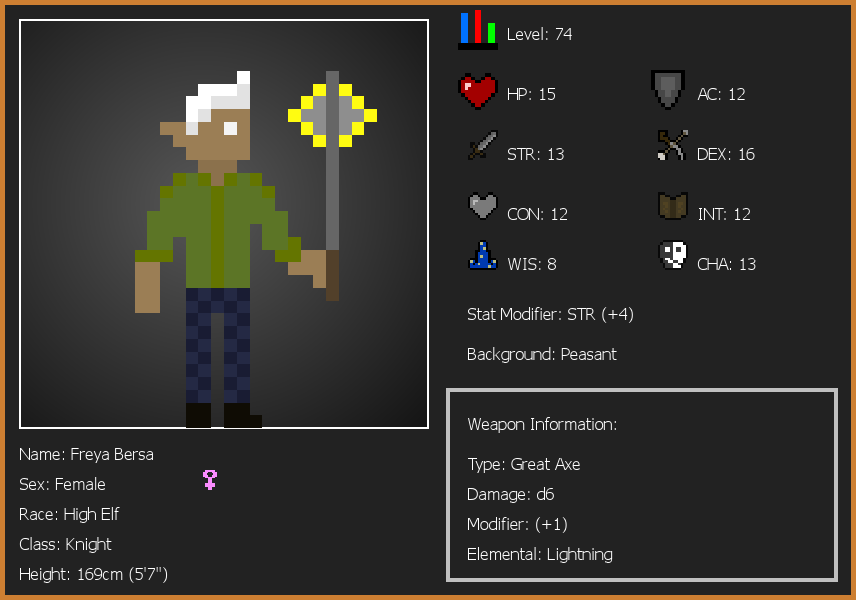 Level: 74
HP: 15
AC: 12
STR: 13
DEX: 16
CON: 12
INT: 12
WIS: 8
CHA: 13
Stat Modifier: STR (+4)
Background: Peasant
Weapon Information:
Type: Great Axe
Damage: d6
Modifier: (+1)
Elemental: Lightning
Name: Freya Bersa
Sex: Female
Race: High Elf
Class: Knight
Height: 169cm (5'7")